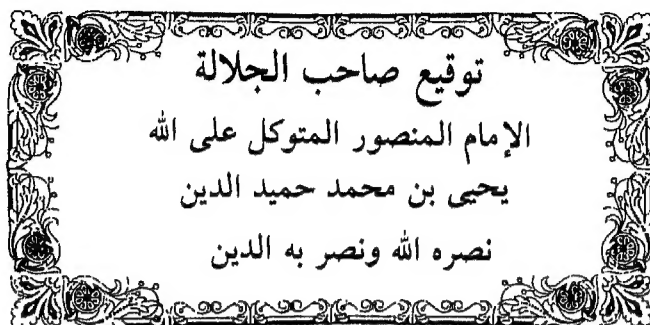 توقيع صاحب الجلالة
الإمام المنصور المتوكل على الله
يحيى بن محمد حميد الدين
نصره الله ونصر به الدين